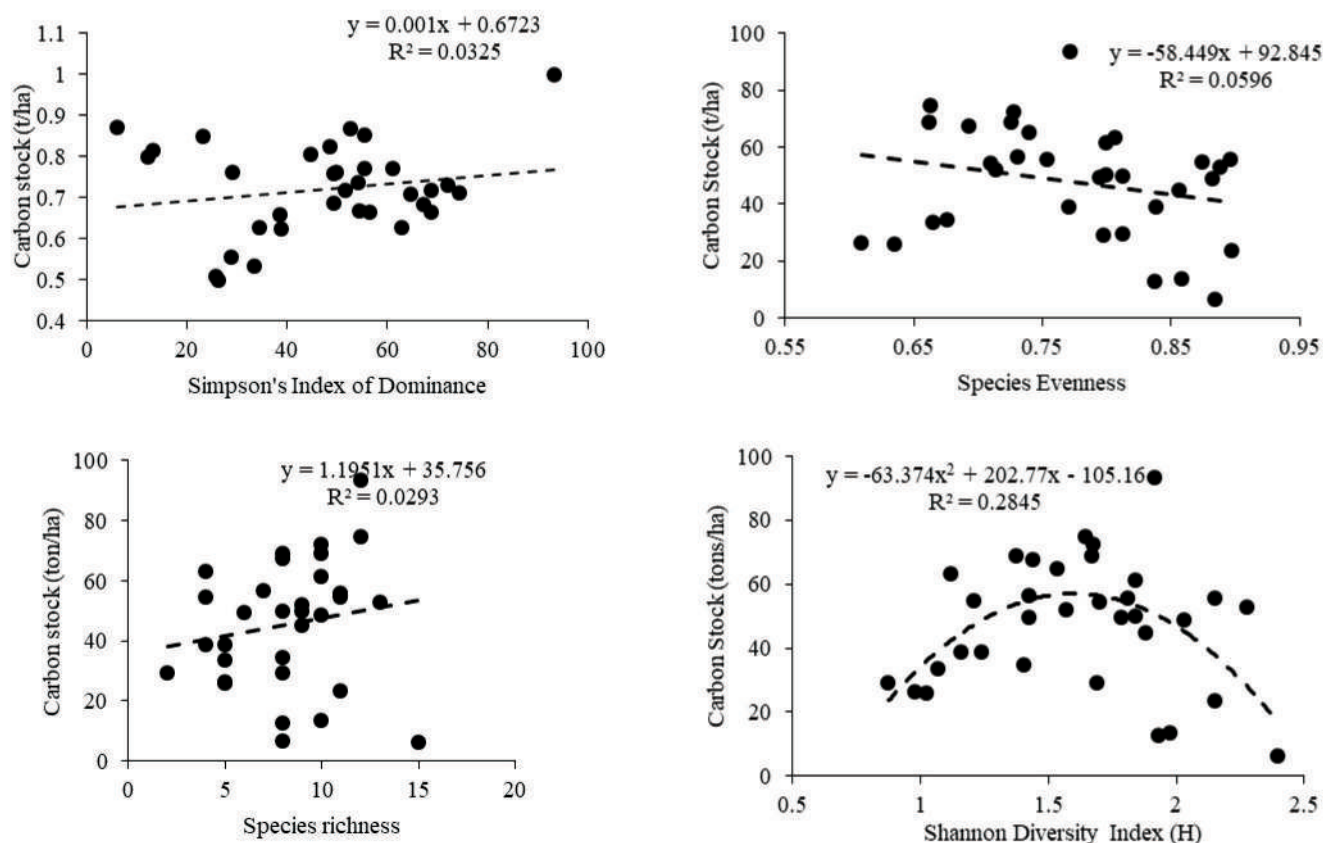 y = 0.001x + 0.6723
R² = 0.0325
1.1
1
0.9
0.8
0.7
0.6
0.5
0.4
Carbon stock (t/ha)
0
20
40
60
80
100
Simpson's Index of Dominance
y = -58.449x + 92.845
R² = 0.0596
100
80
60
40
20
0
Carbon Stock (t/ha)
0.55
0.65
0.75
0.85
0.95
Species Evenness
y = 1.1951x + 35.756
R² = 0.0293
100
80
60
40
20
0
Carbon stock (ton/ha)
0
5
10
15
20
Species richness
y = -63.374x² + 202.77x - 105.16
R² = 0.2845
100
80
60
40
20
0
Carbon Stock (tons/ha)
0.5
1
1.5
2
2.5
Shannon Diversity Index (H)